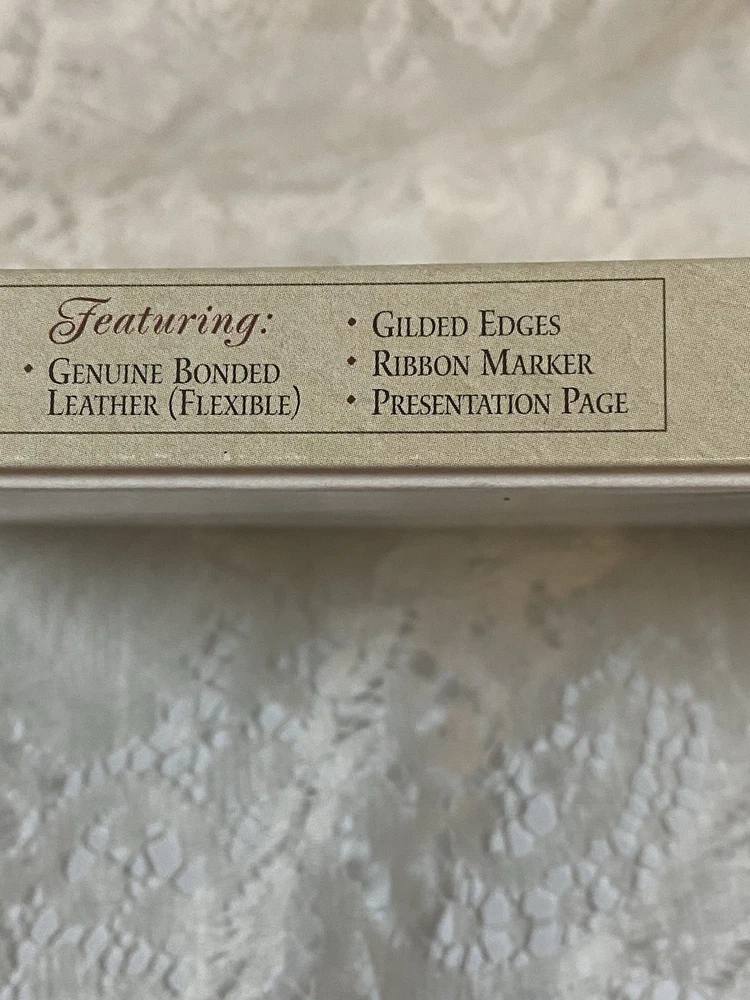 Featuring:
• GENUINE BONDED
LEATHER (FLEXIBLE)
• GILDED EDGES
• RIBBON MARKER
• PRESENTATION PAGE